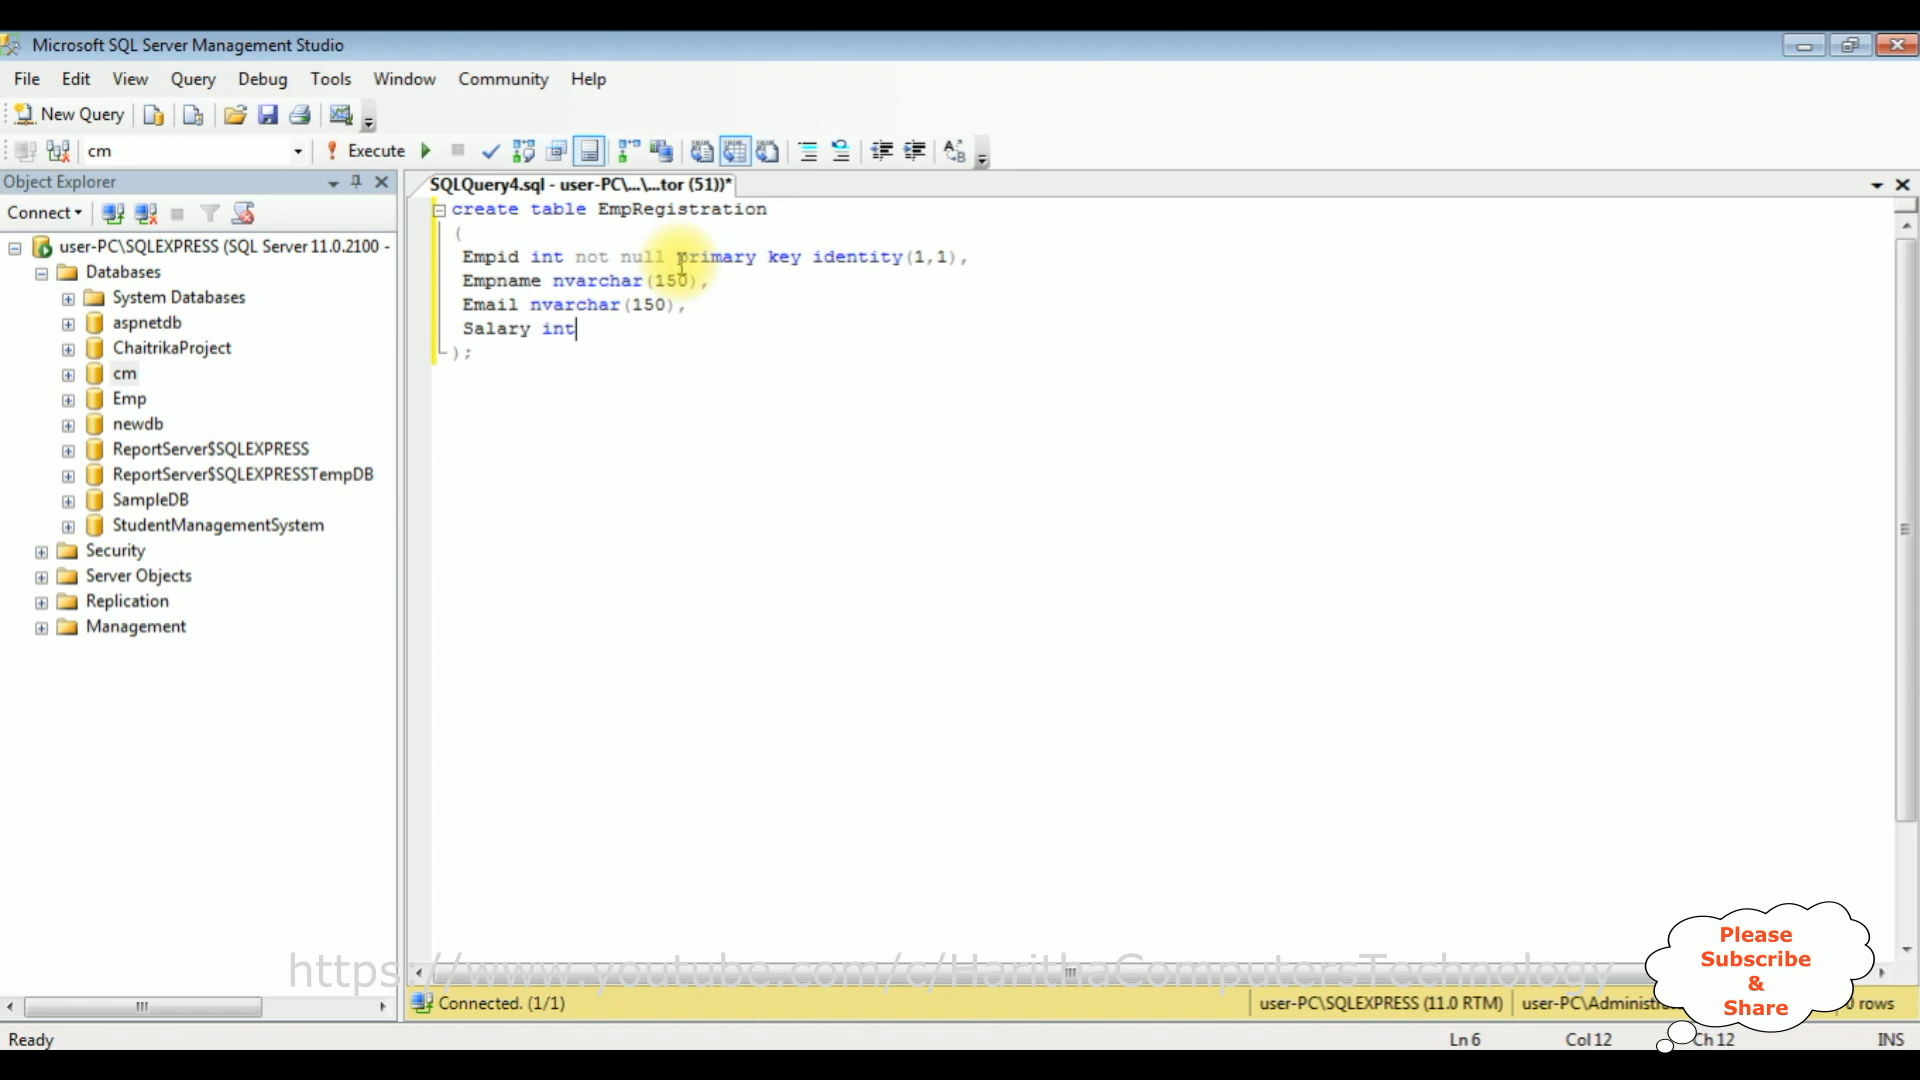 Microsoft SQL Server Management Studio
File Edit View Query Debug Tools Window Community Help
New Query
cm Execute
Object Explorer
Connect
user-PC\SQLEXPRESS (SQL Server 11.0.2100 -
Databases
System Databases
aspnetdb
ChaitrikaProject
cm
Emp
newdb
ReportServer$SQLEXPRESS
ReportServer$SQLEXPRESSTempDB
SampleDB
StudentManagementSystem
Security
Server Objects
Replication
Management
SQLQuery4.sql - user-PC\...\...tor (51))*
create table EmpRegistration
(
Empid int not null primary key identity(1,1),
Empname nvarchar(150),
Email nvarchar(150),
Salary int
);
https://www.youtube.com/c/HarithaComputersTechnology
Please
Subscribe
&
Share
Connected. (1/1) user-PC\SQLEXPRESS (11.0 RTM) user-PC\Administ 0 rows
Ready Ln 6 Col 12 Ch 12 INS